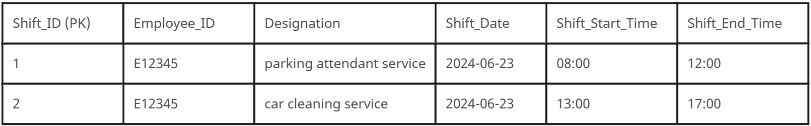 Shift_ID (PK) Employee_ID Designation Shift_Date Shift_Start_Time Shift_End_Time
1 E12345 parking attendant service 2024-06-23 08:00 12:00
2 E12345 car cleaning service 2024-06-23 13:00 17:00